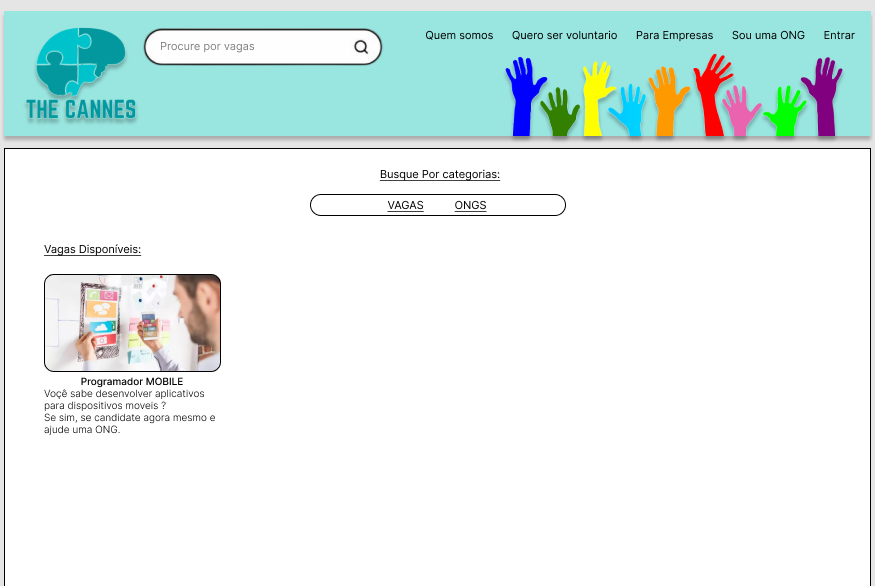 THE CANNES
Procure por vagas
Quem somos
Quero ser voluntario
Para Empresas
Sou uma ONG
Entrar
Busque Por categorias:
VAGAS
ONGS
Vagas Disponíveis:
Programador MOBILE
Voçê sabe desenvolver aplicativos
para dispositivos moveis ?
Se sim, se candidate agora mesmo e
ajude uma ONG.